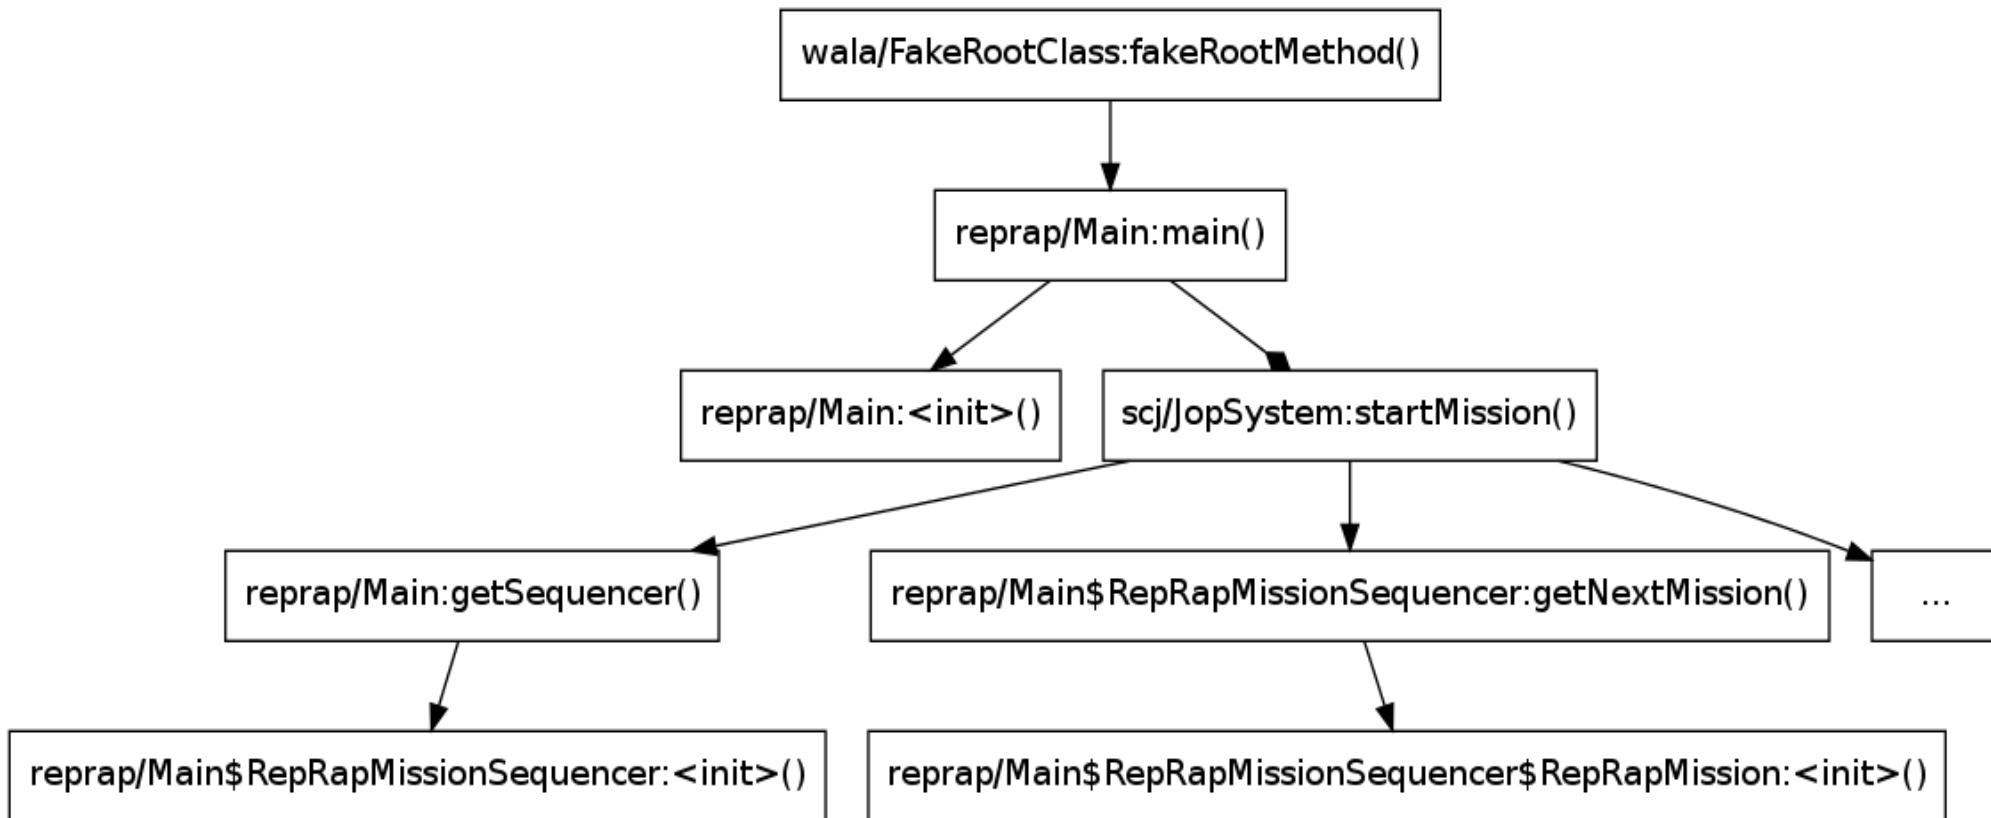 wala/FakeRootClass:fakeRootMethod()
reprap/Main:main()
reprap/Main:<init>()
scj/JopSystem:startMission()
reprap/Main:getSequencer()
reprap/Main$RepRapMissionSequencer:getNextMission()
...
reprap/Main$RepRapMissionSequencer:<init>()
reprap/Main$RepRapMissionSequencer$RepRapMission:<init>()